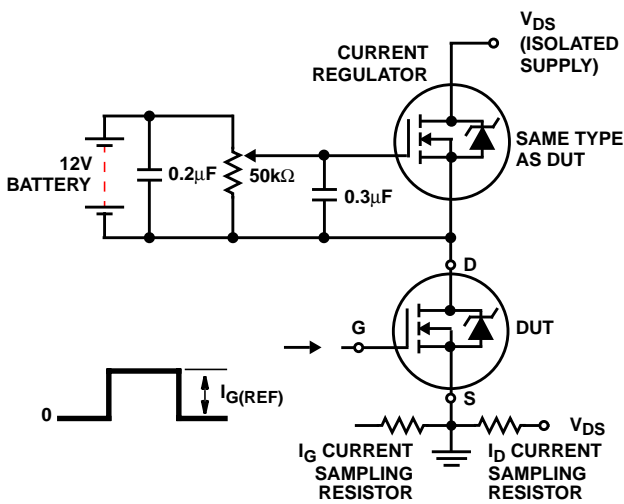 V_DS
(ISOLATED
SUPPLY)
CURRENT
REGULATOR
SAME TYPE
AS DUT
12V
BATTERY
0.2μF
50kΩ
0.3μF
D
G
DUT
I_G(REF)
0
S
V_DS
I_G CURRENT
SAMPLING
RESISTOR
I_D CURRENT
SAMPLING
RESISTOR